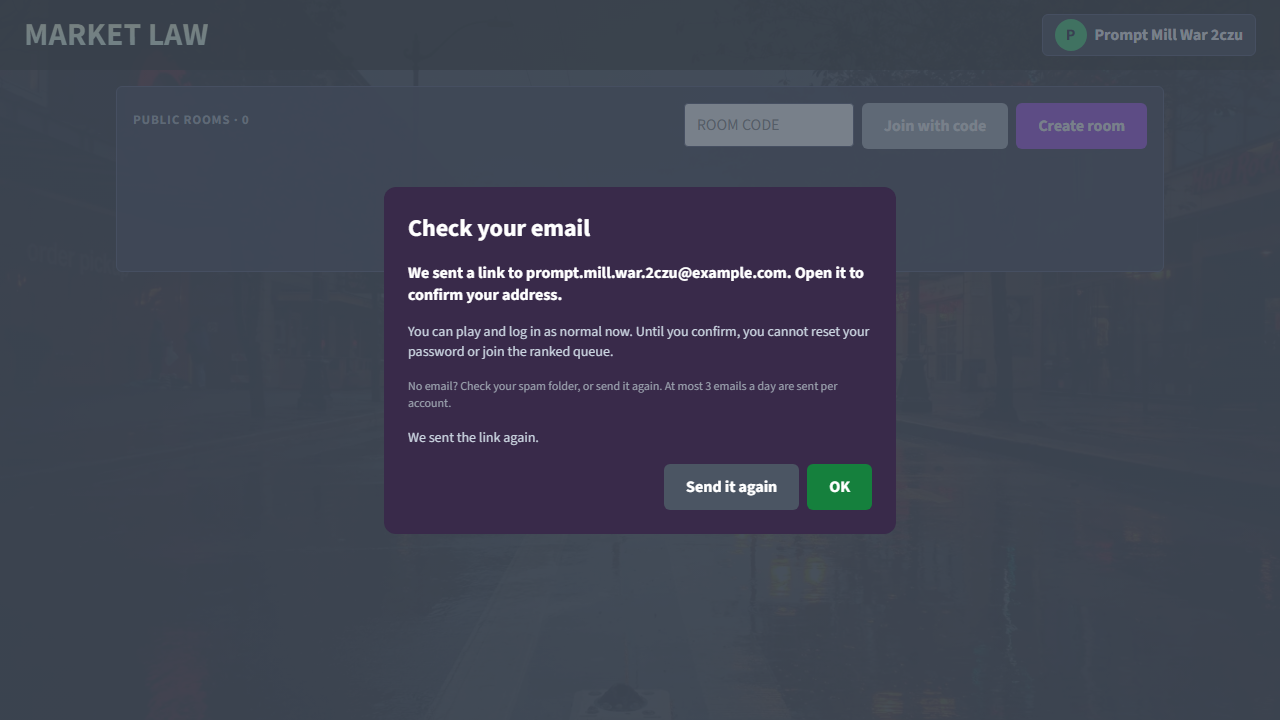 MARKET LAW
P
Prompt Mill War 2czu
PUBLIC ROOMS · 0
ROOM CODE
Join with code
Create room
Check your email
We sent a link to prompt.mill.war.2czu@example.com. Open it to
confirm your address.
You can play and log in as normal now. Until you confirm, you cannot reset your
password or join the ranked queue.
No email? Check your spam folder, or send it again. At most 3 emails a day are sent per
account.
We sent the link again.
Send it again
OK